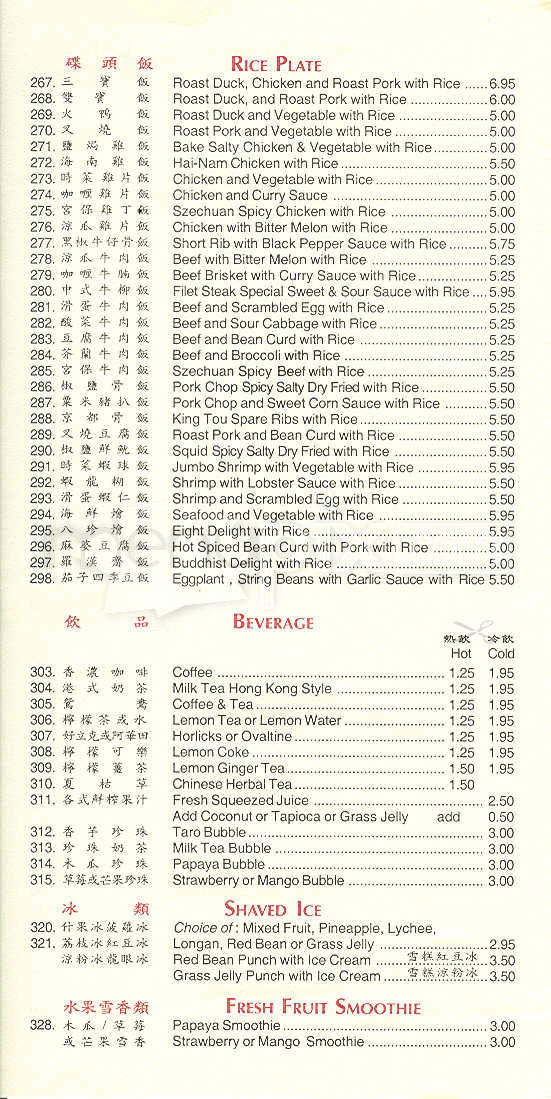 碟頭飯 RICE PLATE
267. 三寶飯 Roast Duck, Chicken and Roast Pork with Rice ......6.95
268. 雙寶飯 Roast Duck, and Roast Pork with Rice .................. 6.00
269. 火鴨飯 Roast Duck and Vegetable with Rice .................... 5.00
270. 叉燒飯 Roast Pork and Vegetable with Rice ..................... 5.00
271. 鹽焗雞飯 Bake Salty Chicken & Vegetable with Rice............ 5.00
272. 海南雞飯 Hai-Nam Chicken with Rice................................... 5.50
273. 時菜雞片飯 Chicken and Vegetable with Rice.......................... 5.00
274. 咖喱雞片飯 Chicken and Curry Sauce ..................................... 5.00
275. 宮保雞丁飯 Szechuan Spicy Chicken with Rice ....................... 5.00
276. 涼瓜雞片飯 Chicken with Bitter Melon with Rice ..................... 5.00
277. 黑椒牛仔骨飯 Short Rib with Black Pepper Sauce with Rice......... 5.75
278. 涼瓜牛肉飯 Beef with Bitter Melon with Rice ........................... 5.25
279. 咖喱牛腩飯 Beef Brisket with Curry Sauce with Rice................ 5.25
280. 中式牛柳飯 Filet Steak Special Sweet & Sour Sauce with Rice .... 5.95
281. 滑蛋牛肉飯 Beef and Scrambled Egg with Rice....................... 5.25
282. 酸菜牛肉飯 Beef and Sour Cabbage with Rice........................ 5.25
283. 豆腐牛肉飯 Beef and Bean Curd with Rice.............................. 5.25
284. 芥蘭牛肉飯 Beef and Broccoli with Rice ................................. 5.25
285. 宮保牛肉飯 Szechuan Spicy Beef with Rice ............................ 5.25
286. 椒鹽骨飯 Pork Chop Spicy Salty Dry Fried with Rice............ 5.50
287. 粟米豬扒飯 Pork Chop and Sweet Corn Sauce with Rice ........ 5.50
288. 京都骨飯 King Tou Spare Ribs with Rice ............................. 5.50
289. 叉燒豆腐飯 Roast Pork and Bean Curd with Rice.................... 5.50
290. 椒鹽鮮魷飯 Squid Spicy Salty Dry Fried with Rice .................. 5.50
291. 時菜蝦球飯 Jumbo Shrimp with Vegetable with Rice............... 5.95
292. 蝦龍糊飯 Shrimp with Lobster Sauce with Rice ................... 5.50
293. 滑蛋蝦仁飯 Shrimp and Scrambled Egg with Rice................... 5.50
294. 海鮮燴飯 Seafood and Vegetable with Rice......................... 5.95
295. 八珍燴飯 Eight Delight with Rice......................................... 5.95
296. 麻婆豆腐飯 Hot Spiced Bean Curd with Pork with Rice ........... 5.00
297. 羅漢齋飯 Buddhist Delight with Rice.................................... 5.00
298. 茄子四季豆飯 Eggplant , String Beans with Garlic Sauce with Rice 5.50
飲品 BEVERAGE
熱飲 冷飲
Hot Cold
303. 香濃咖啡 Coffee ................................................. 1.25 1.95
304. 港式奶茶 Milk Tea Hong Kong Style ....................... 1.25 1.95
305. 鴛鴦 Coffee & Tea ....................................... 1.25 1.95
306. 檸檬茶或水 Lemon Tea or Lemon Water ..................... 1.25 1.95
307. 好立克或阿華田 Horlicks or Ovaltine ............................... 1.25 1.95
308. 檸檬可樂 Lemon Coke ....................................... 1.25 1.95
309. 檸檬薑茶 Lemon Ginger Tea................................. 1.50 1.95
310. 夏枯草 Chinese Herbal Tea............................... 1.50
311. 各式鮮榨果汁 Fresh Squeezed Juice ..................................... 2.50
Add Coconut or Tapioca or Grass Jelly add 0.50
312. 香芋珍珠 Taro Bubble .................................................. 3.00
313. 珍珠奶茶 Milk Tea Bubble............................................ 3.00
314. 木瓜珍珠 Papaya Bubble.............................................. 3.00
315. 草莓或芒果珍珠 Strawberry or Mango Bubble ......................... 3.00
冰類 SHAVED ICE
320. 什果冰菠蘿冰 Choice of : Mixed Fruit, Pineapple, Lychee,
321. 荔枝冰紅豆冰 Longan, Red Bean or Grass Jelly ......................2.95
涼粉冰龍眼冰 Red Bean Punch with Ice Cream .....雪糕紅豆冰..3.50
Grass Jelly Punch with Ice Cream ....雪糕涼粉冰..3.50
水果雪香類 FRESH FRUIT SMOOTHIE
328. 木瓜/草莓 Papaya Smoothie............................................ 3.00
或芒果雪香 Strawberry or Mango Smoothie ......................... 3.00